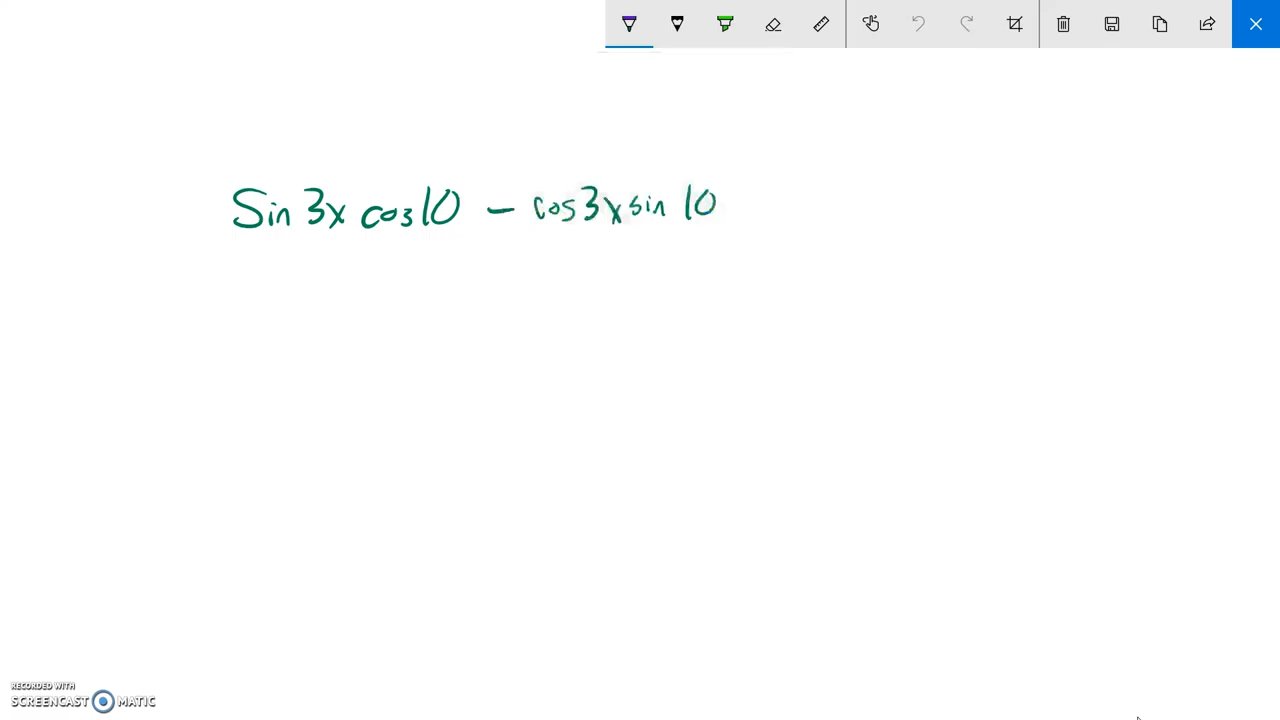 Sin 3x cos 10 – cos 3x sin 10
RECORDED WITH
SCREENCAST MATIC